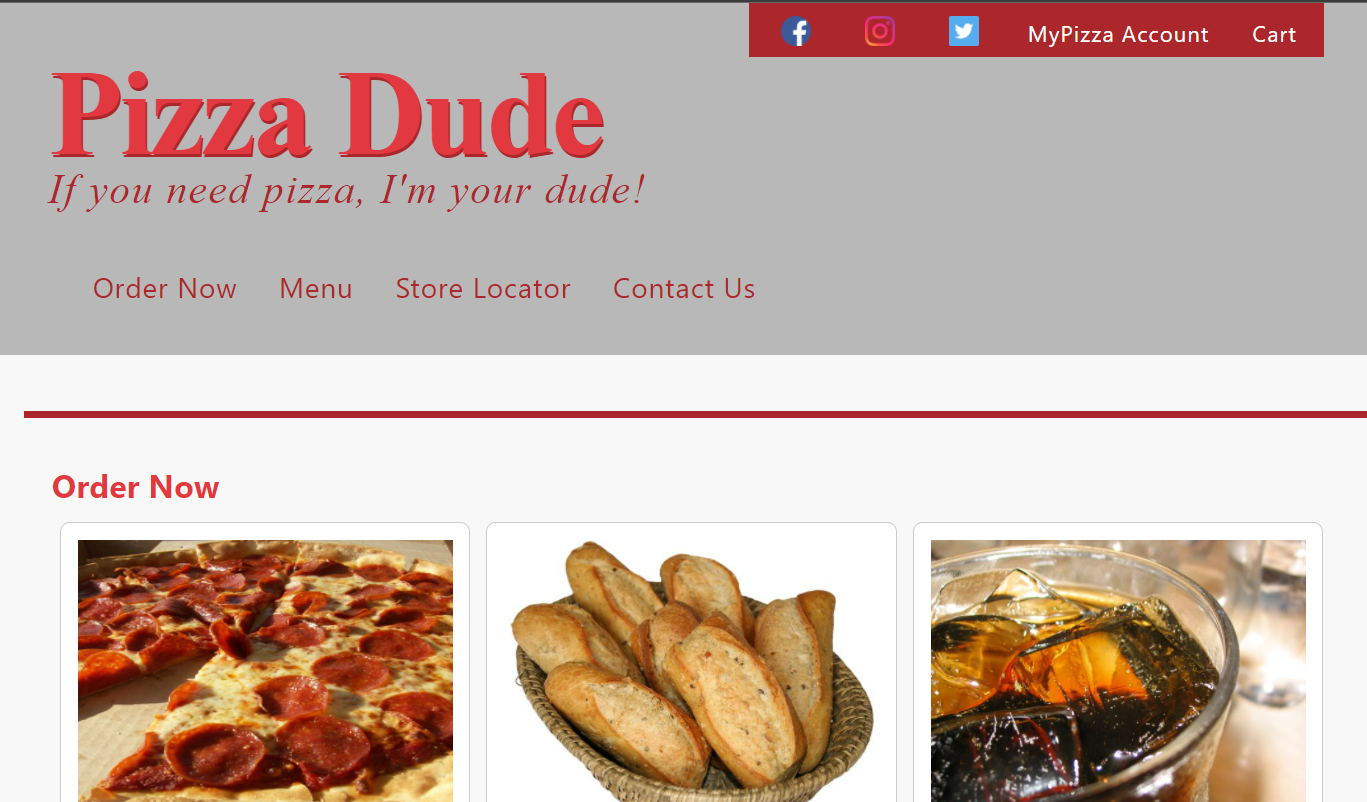 MyPizza Account Cart
Pizza Dude
If you need pizza, I'm your dude!
Order Now Menu Store Locator Contact Us
Order Now